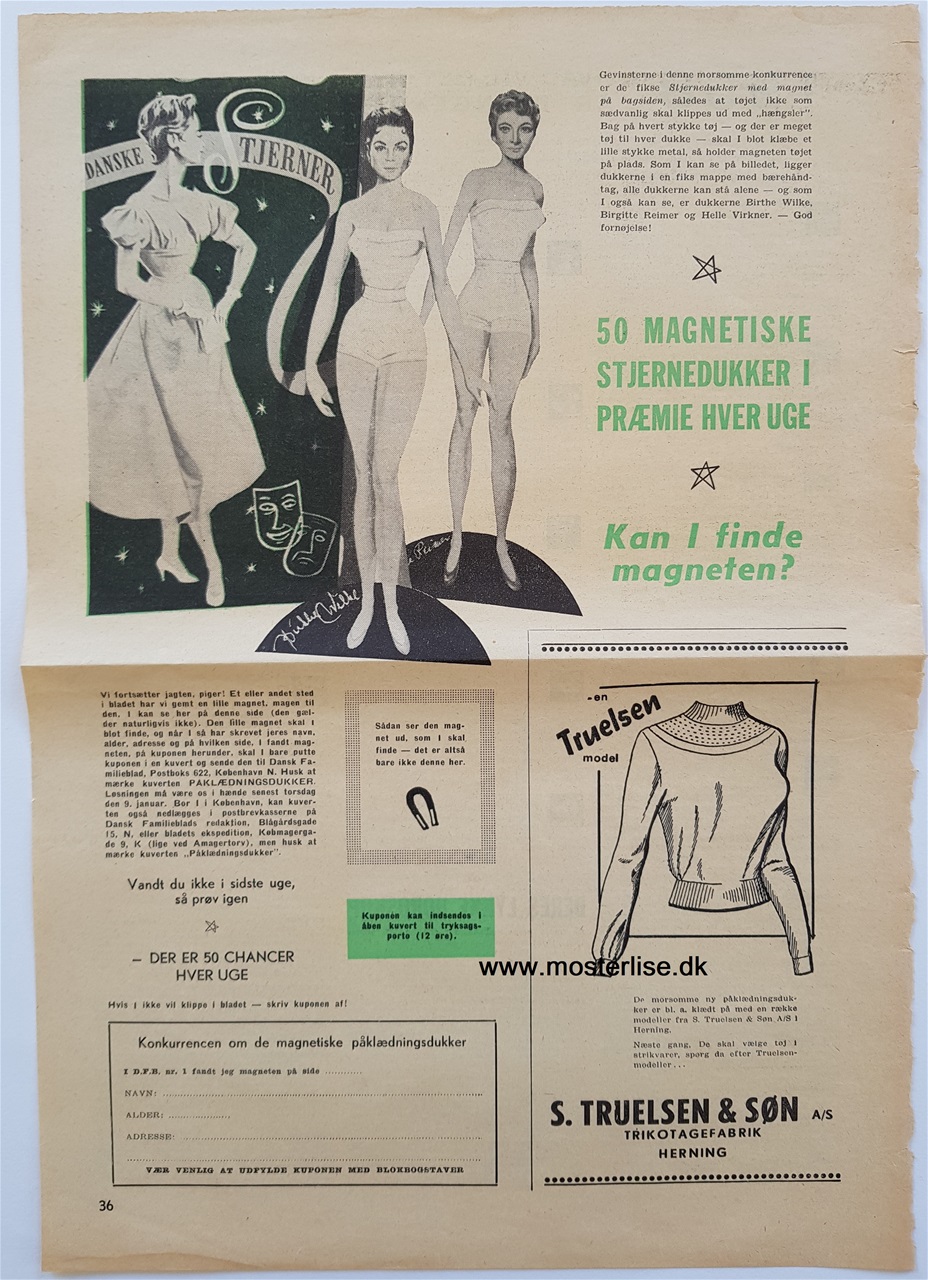 DANSKE STJERNER
Birthe Wilke
e Reimer
Gevinsterne i denne morsomme konkurrence
er de fikse Stjernedukker med magnet
på bagsiden, således at tøjet ikke som
sædvanlig skal klippes ud med „hængsler".
Bag på hvert stykke tøj — og der er meget
tøj til hver dukke — skal I blot klæbe et
lille stykke metal, så holder magneten tøjet
på plads. Som I kan se på billedet, ligger
dukkerne i en fiks mappe med bærehånd-
tag, alle dukkerne kan stå alene — og som
I også kan se, er dukkerne Birthe Wilke,
Birgitte Reimer og Helle Virkner. — God
fornøjelse!
50 MAGNETISKE
STJERNEDUKKER I
PRÆMIE HVER UGE
Kan I finde
magneten?
Vi fortsætter jagten, piger! Et eller andet sted
i bladet har vi gemt en lille magnet, magen til
den, I kan se her på denne side (den gæl-
der naturligvis ikke). Den lille magnet skal I
blot finde, og når I så har skrevet jeres navn,
alder, adresse og på hvilken side, I fandt mag-
neten, på kuponen herunder, skal I bare putte
kuponen i en kuvert og sende den til Dansk Fa-
milieblad, Postboks 622, København N. Husk at
mærke kuverten PÅKLÆDNINGSDUKKER.
Løsningen må være os i hænde senest torsdag
den 9. januar. Bor I i København, kan kuver-
ten også nedlægges i postbrevkasserne på
Dansk Familieblads redaktion, Blågårdsgade
15, N, eller bladets ekspedition, Købmagerga-
de 9, K (lige ved Amagertorv), men husk at
mærke kuverten „Påklædningsdukker".
Vandt du ikke i sidste uge,
så prøv igen
— DER ER 50 CHANCER
HVER UGE
Sådan ser den mag-
net ud, som I skal
finde — det er altså
bare ikke denne her.
Kuponen kan indsendes i
åben kuvert til tryksags-
porto (12 øre).
Hvis I ikke vil klippe i bladet — skriv kuponen af!
Konkurrencen om de magnetiske påklædningsdukker
I D.F.B. nr. 1 fandt jeg magneten på side ..........
NAVN:
ALDER:
ADRESSE:
VÆR VENLIG AT UDFYLDE KUPONEN MED BLOKBOGSTAVER
36
-en
Truelsen
model
www.mosterlise.dk
De morsomme ny påklædningsduk-
ker er bl. a. klædt på med en række
modeller fra S. Truelsen & Søn A/S i
Herning.
Næste gang, De skal vælge tøj i
strikvarer, spørg da efter Truelsen-
modeller...
S. TRUELSEN & SØN A/S
TRIKOTAGEFABRIK
HERNING